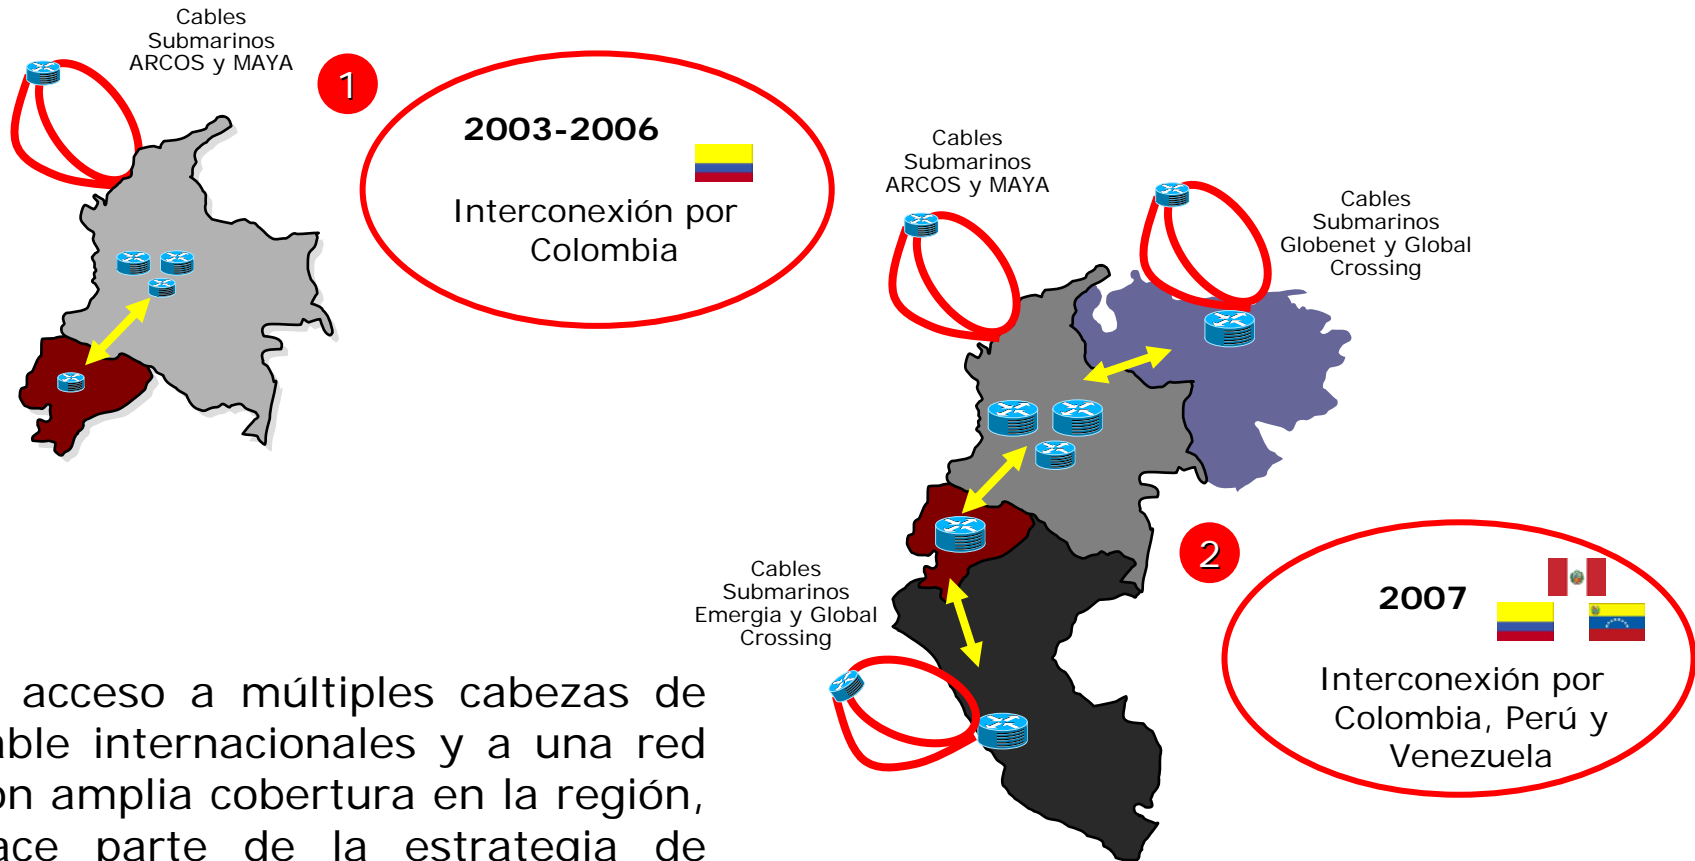 Cables
Submarinos
ARCOS y MAYA
1
2003-2006
Interconexión por
Colombia
Cables
Submarinos
ARCOS y MAYA
Cables
Submarinos
Globenet y Global
Crossing
Cables
Submarinos
Emergia y Global
Crossing
2
2007
Interconexión por
Colombia, Perú y
Venezuela
acceso a múltiples cabezas de
internacionales y a una red
amplia cobertura en la región,
parte de la estrategia de